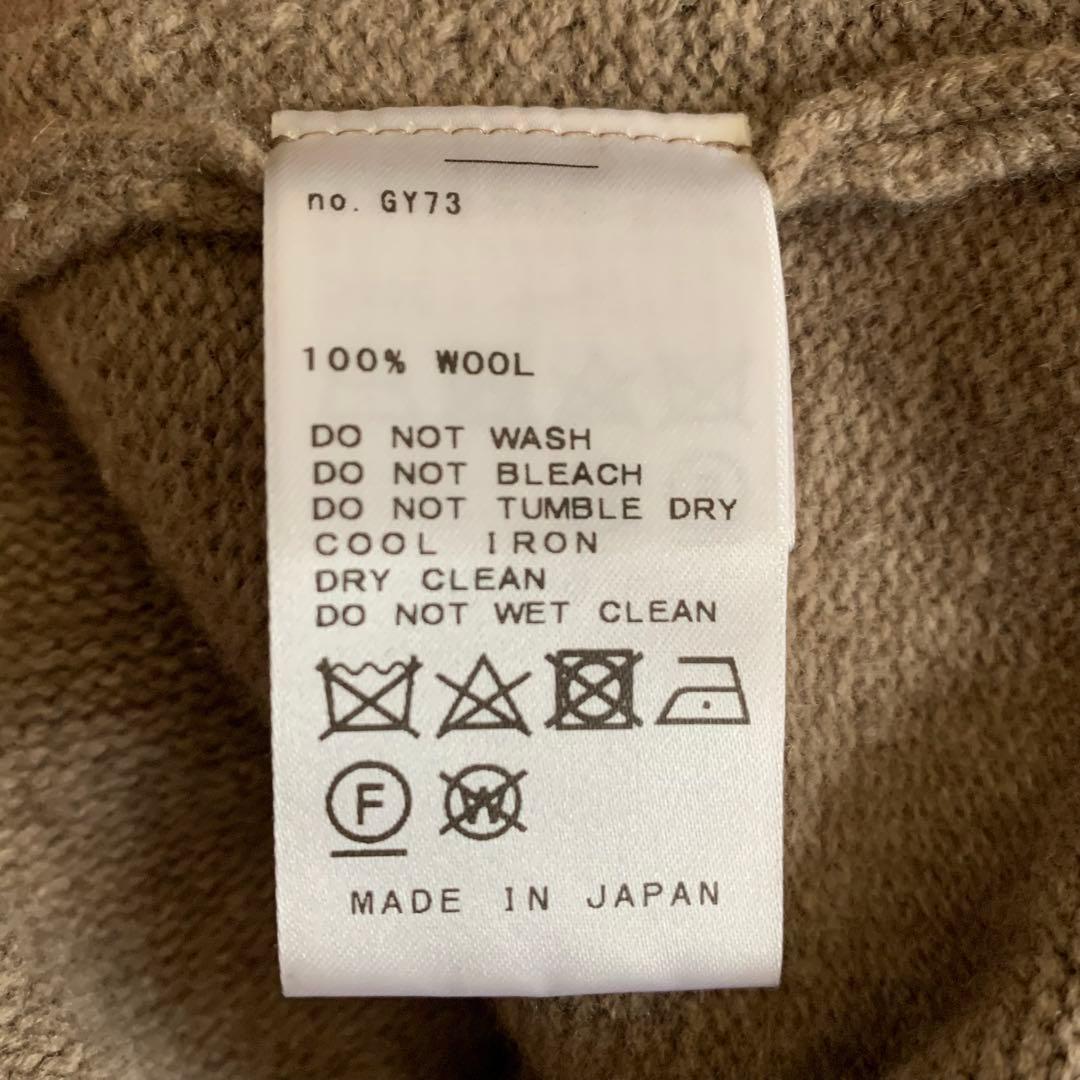 no. GY73
100% WOOL
DO NOT WASH
DO NOT BLEACH
DO NOT TUMBLE DRY
COOL IRON
DRY CLEAN
DO NOT WET CLEAN
F W
MADE IN JAPAN